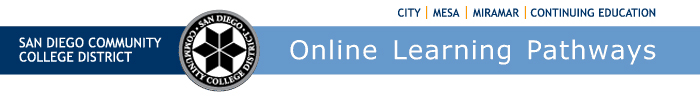 CITY | MESA | MIRAMAR | CONTINUING EDUCATION
SAN DIEGO COMMUNITY
COLLEGE DISTRICT
SAN DIEGO
COMMUNITY COLLEGE DISTRICT
Online Learning Pathways